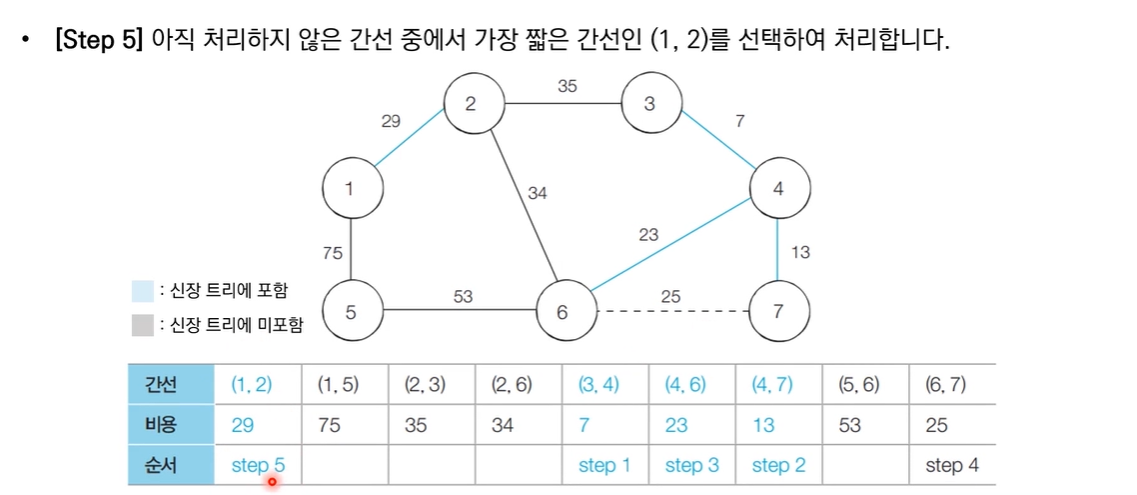 • [Step 5] 아직 처리하지 않은 간선 중에서 가장 짧은 간선인 (1, 2)를 선택하여 처리합니다.
35
2
3
29
7
1
34
4
23
75
13
: 신장 트리에 포함
53
25
5
6
7
: 신장 트리에 미포함
간선 (1, 2) (1, 5) (2, 3) (2, 6) (3, 4) (4, 6) (4, 7) (5, 6) (6, 7)
비용 29 75 35 34 7 23 13 53 25
순서 step 5 step 1 step 3 step 2 step 4